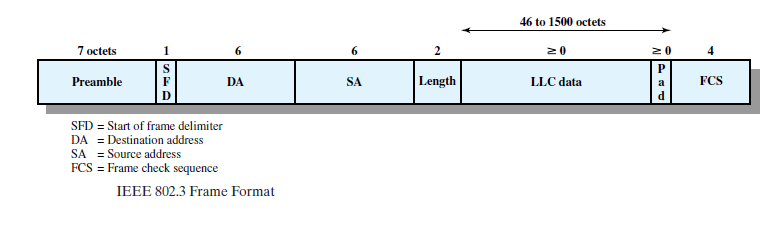 46 to 1500 octets
7 octets 1 6 6 2 ≥ 0 ≥ 0 4
Preamble SFD DA SA Length LLC data Pad FCS
SFD = Start of frame delimiter
DA = Destination address
SA = Source address
FCS = Frame check sequence
IEEE 802.3 Frame Format